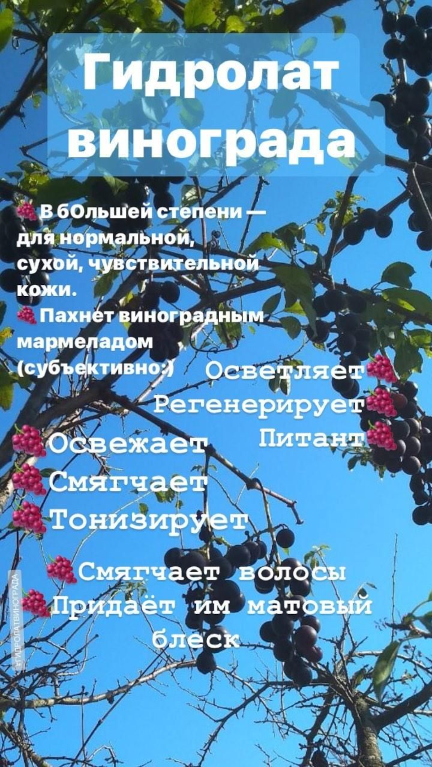 Гидролат
винограда
В бОльшей степени —
для нормальной,
сухой, чувствительной
кожи.
Пахнет виноградным
мармеладом
(субъективно:)
Осветляет
Регенерирует
Питант
Освежает
Смягчает
Тонизирует
Смягчает волосы
Придаёт им матовый
блеск
#ГИДРОЛАТВИНОГРАДА